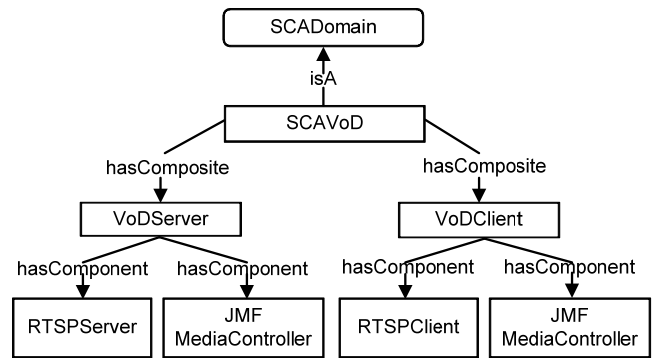 SCADomain
isA
SCAVoD
hasComposite
hasComposite
VoDServer
VoDClient
hasComponent
hasComponent
hasComponent
hasComponent
RTSPServer
JMF
MediaController
RTSPClient
JMF
MediaController